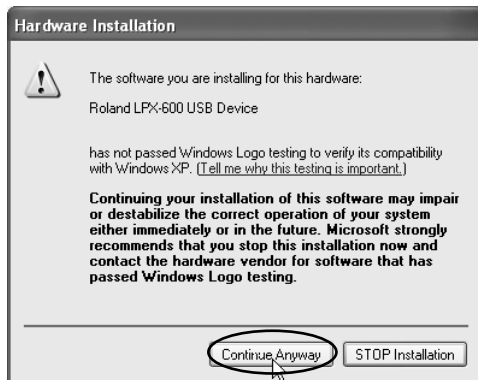 Hardware Installation
The software you are installing for this hardware:
Roland LPX-600 USB Device
has not passed Windows Logo testing to verify its compatibility
with Windows XP. (Tell me why this testing is important.)
Continuing your installation of this software may impair
or destabilize the correct operation of your system
either immediately or in the future. Microsoft strongly
recommends that you stop this installation now and
contact the hardware vendor for software that has
passed Windows Logo testing.
Continue Anyway STOP Installation